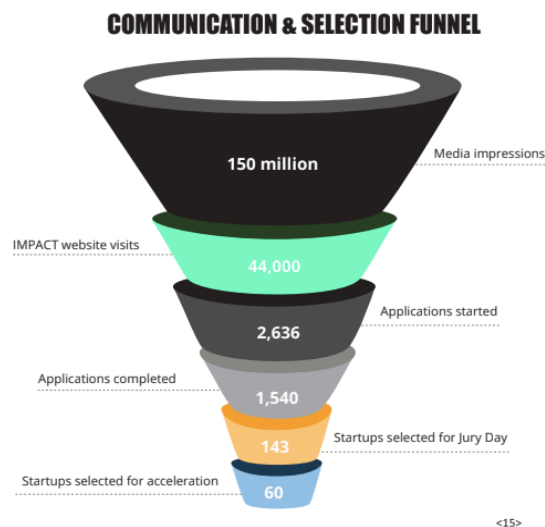 COMMUNICATION & SELECTION FUNNEL
150 million
Media impressions
IMPACT website visits
44,000
Applications started
2,636
Applications completed
1,540
Startups selected for Jury Day
143
Startups selected for acceleration
60
<15>